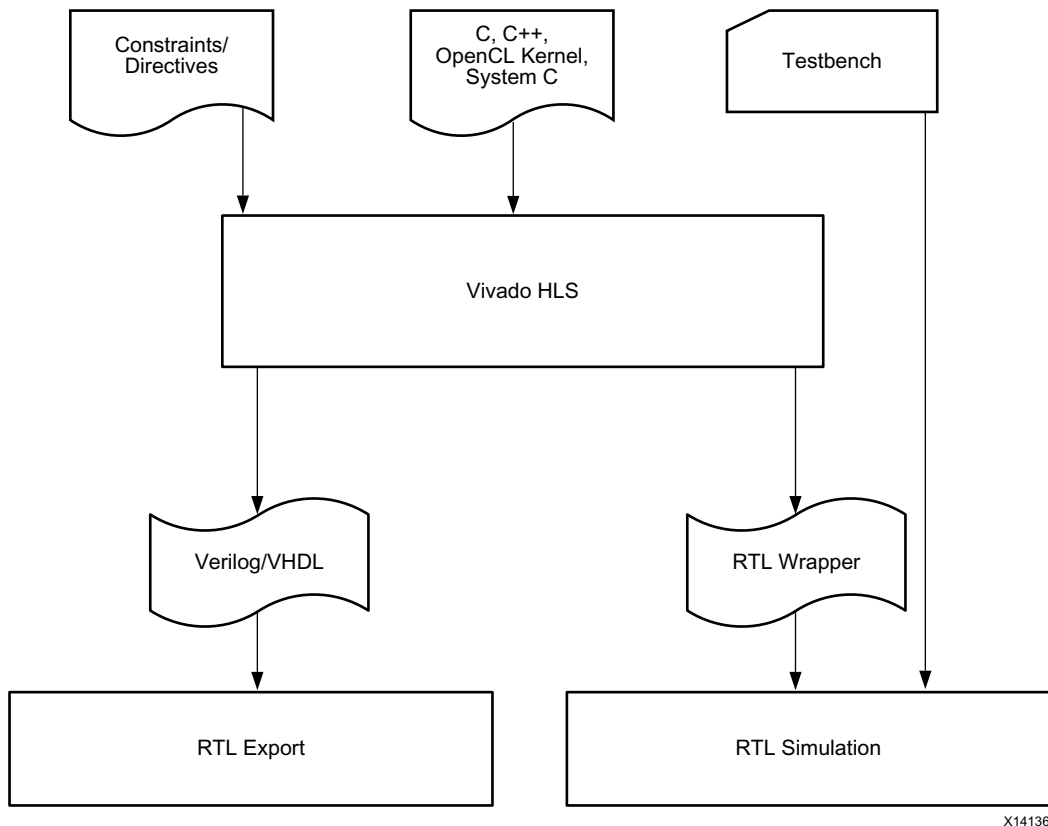 Constraints/
Directives
C, C++,
OpenCL Kernel,
System C
Testbench
Vivado HLS
Verilog/VHDL
RTL Wrapper
RTL Export
RTL Simulation
X14136